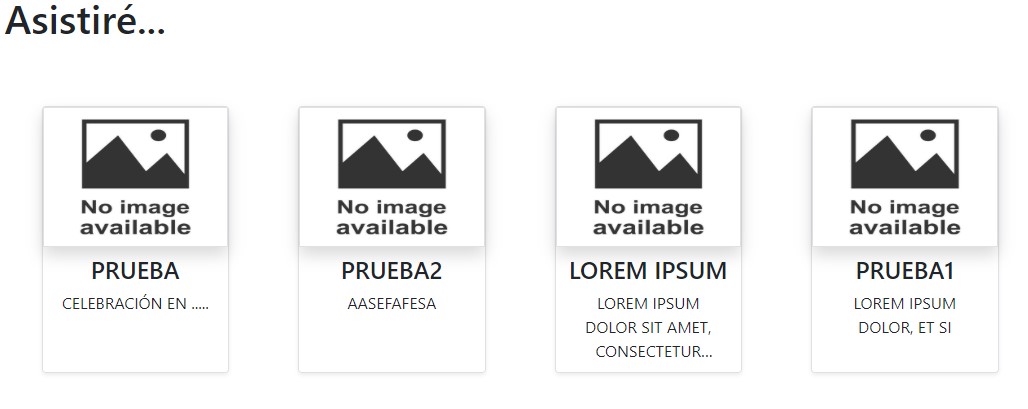 Asistiré...
No image
available
PRUEBA
CELEBRACIÓN EN .....
No image
available
PRUEBA2
AASEFAFESA
No image
available
LOREM IPSUM
LOREM IPSUM
DOLOR SIT AMET,
CONSECTETUR...
No image
available
PRUEBA1
LOREM IPSUM
DOLOR, ET SI